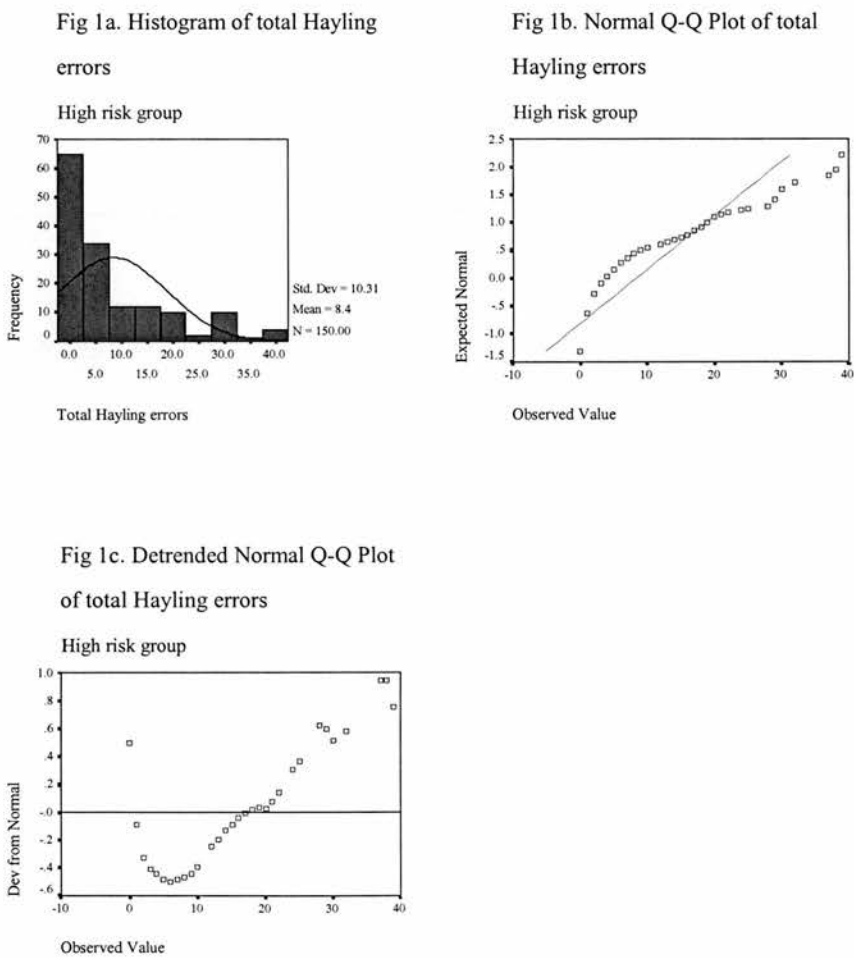 Fig 1a. Histogram of total Hayling
errors
High risk group
70
60
50
40
30
20
10
0
Frequency
0.0 10.0 20.0 30.0 40.0
5.0 15.0 25.0 35.0
Std. Dev = 10.31
Mean = 8.4
N = 150.00
Total Hayling errors
Fig 1b. Normal Q-Q Plot of total
Hayling errors
High risk group
2.5
2.0
1.5
1.0
.5
0.0
-.5
-1.0
-1.5
Expected Normal
-10 0 10 20 30 40
Observed Value
Fig 1c. Detrended Normal Q-Q Plot
of total Hayling errors
High risk group
1.0
.8
.6
.4
.2
-.0
-.2
-.4
-.6
Dev from Normal
-10 0 10 20 30 40
Observed Value